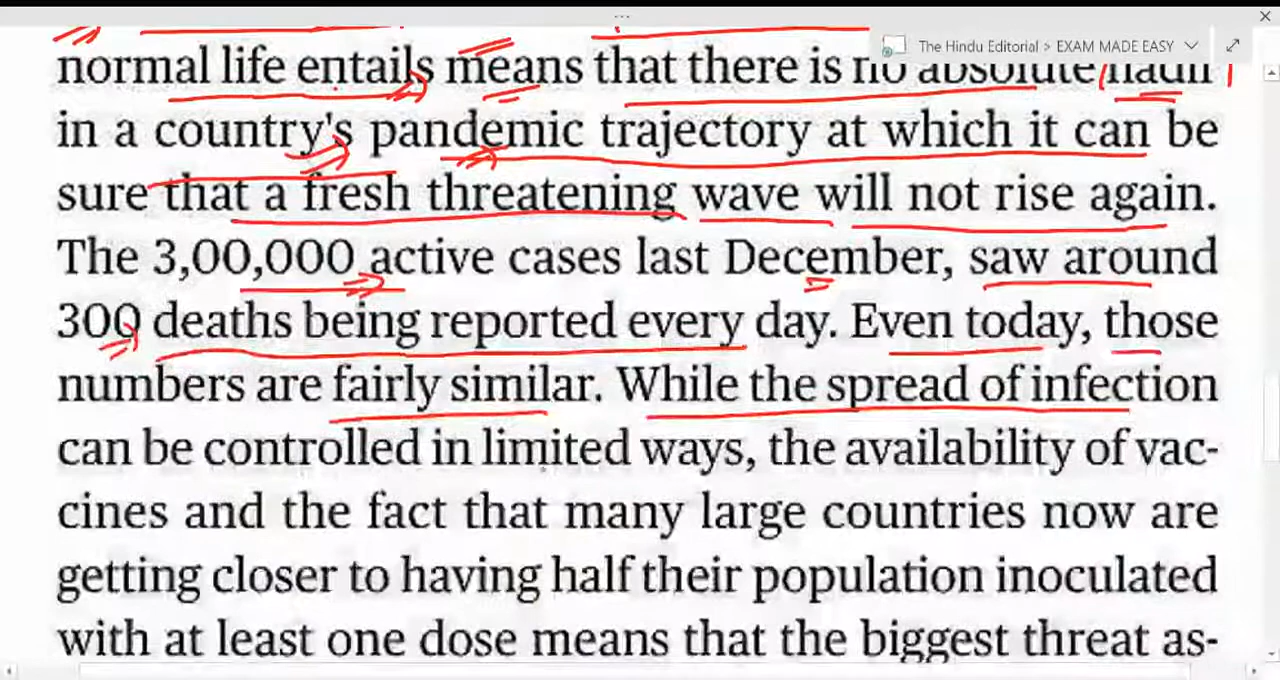 The Hindu Editorial > EXAM MADE EASY
normal life entails means that there is no absolute nadir
in a country's pandemic trajectory at which it can be
sure that a fresh threatening wave will not rise again.
The 3,00,000 active cases last December, saw around
300 deaths being reported every day. Even today, those
numbers are fairly similar. While the spread of infection
can be controlled in limited ways, the availability of vac-
cines and the fact that many large countries now are
getting closer to having half their population inoculated
with at least one dose means that the biggest threat as-